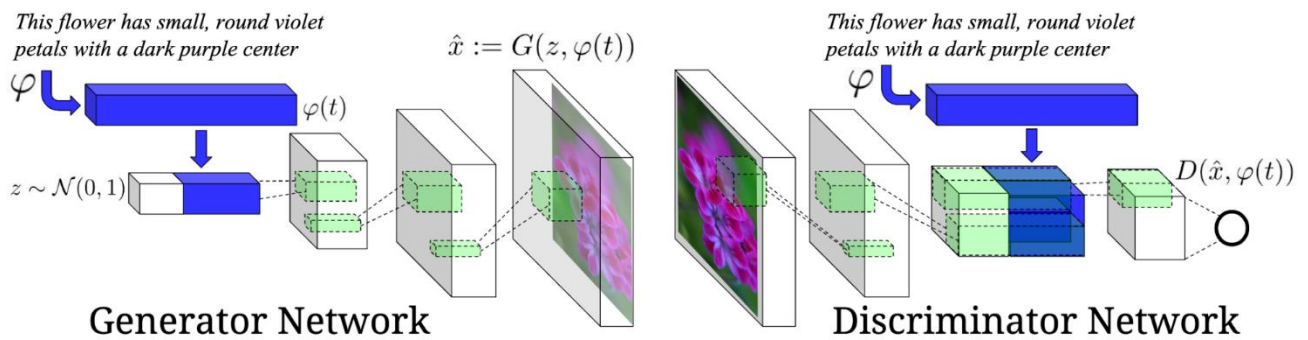 This flower has small, round violet
petals with a dark purple center
φ
φ(t)
z ∼ 𝒩(0, 1)
x̂ := G(z, φ(t))
Generator Network
This flower has small, round violet
petals with a dark purple center
φ
D(x̂, φ(t))
Discriminator Network